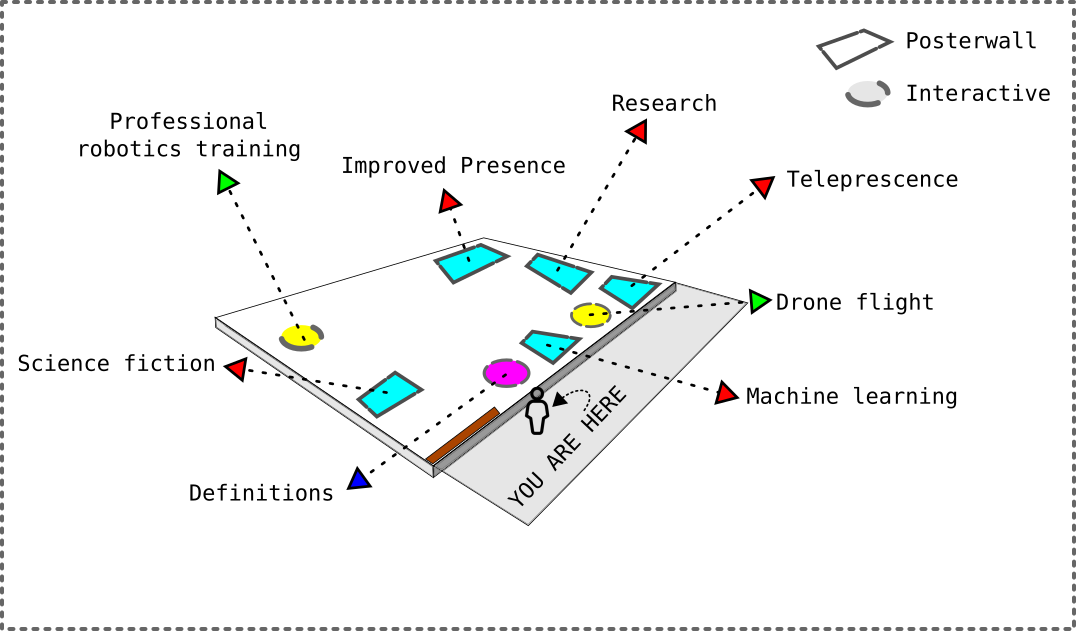 Posterwall
Interactive
Research
Professional
robotics training
Improved Presence
Teleprescence
Drone flight
Science fiction
Machine learning
YOU ARE HERE
Definitions